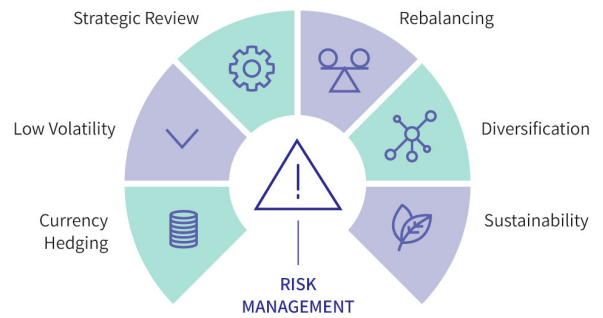 Strategic Review
Rebalancing
Low Volatility
Diversification
Currency
Hedging
Sustainability
RISK
MANAGEMENT